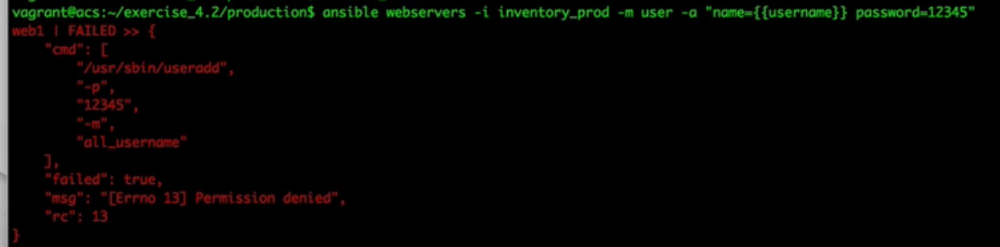 vagrant@acs:~/exercise_4.2/production$ ansible webservers -i inventory_prod -m user -a "name={{username}} password=12345"
web1 | FAILED >> {
    "cmd": [
        "/usr/sbin/useradd",
        "-p",
        "12345",
        "-m",
        "all_username"
    ],
    "failed": true,
    "msg": "[Errno 13] Permission denied",
    "rc": 13
}